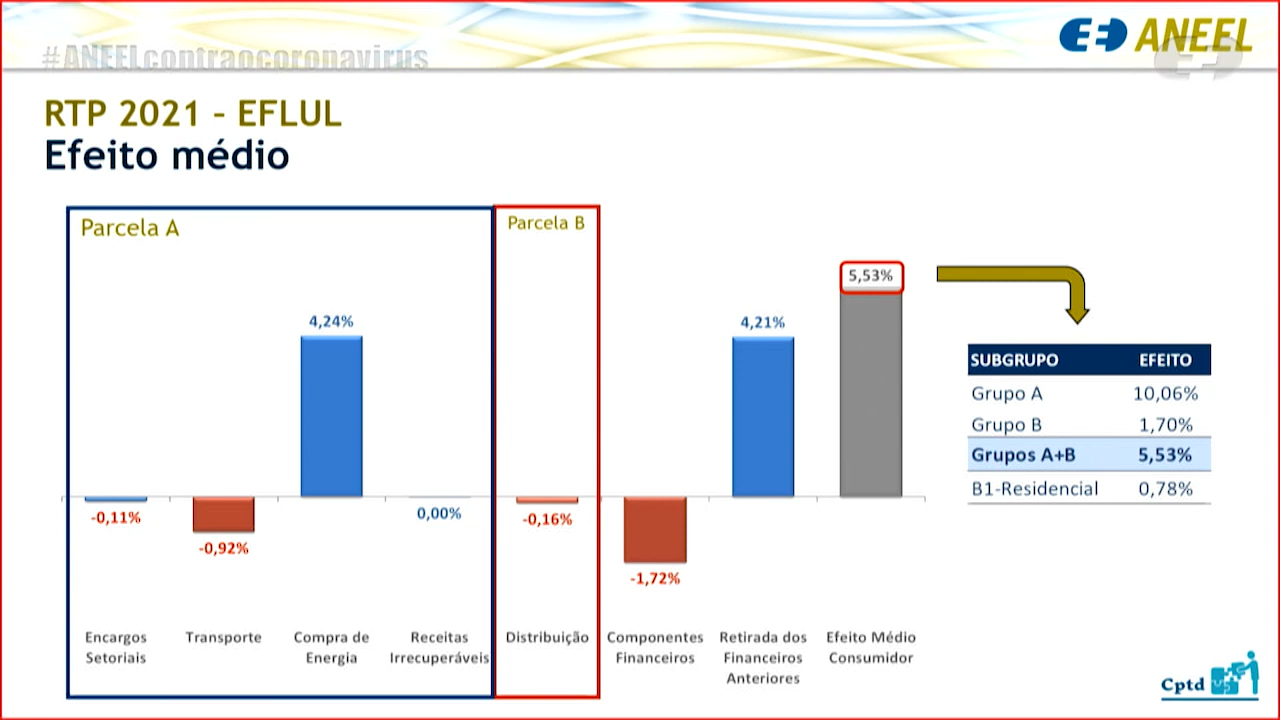 #ANEELcontraocoronavirus
ANEEL
RTP 2021 – EFLUL
Efeito médio
Parcela A
Parcela B
5,53%
4,24%
4,21%
-0,11%
-0,92%
0,00%
-0,16%
-1,72%
Encargos Setoriais
Transporte
Compra de Energia
Receitas Irrecuperáveis
Distribuição
Componentes Financeiros
Retirada dos Financeiros Anteriores
Efeito Médio Consumidor
SUBGRUPO EFEITO
Grupo A 10,06%
Grupo B 1,70%
Grupos A+B 5,53%
B1-Residencial 0,78%
Cptd